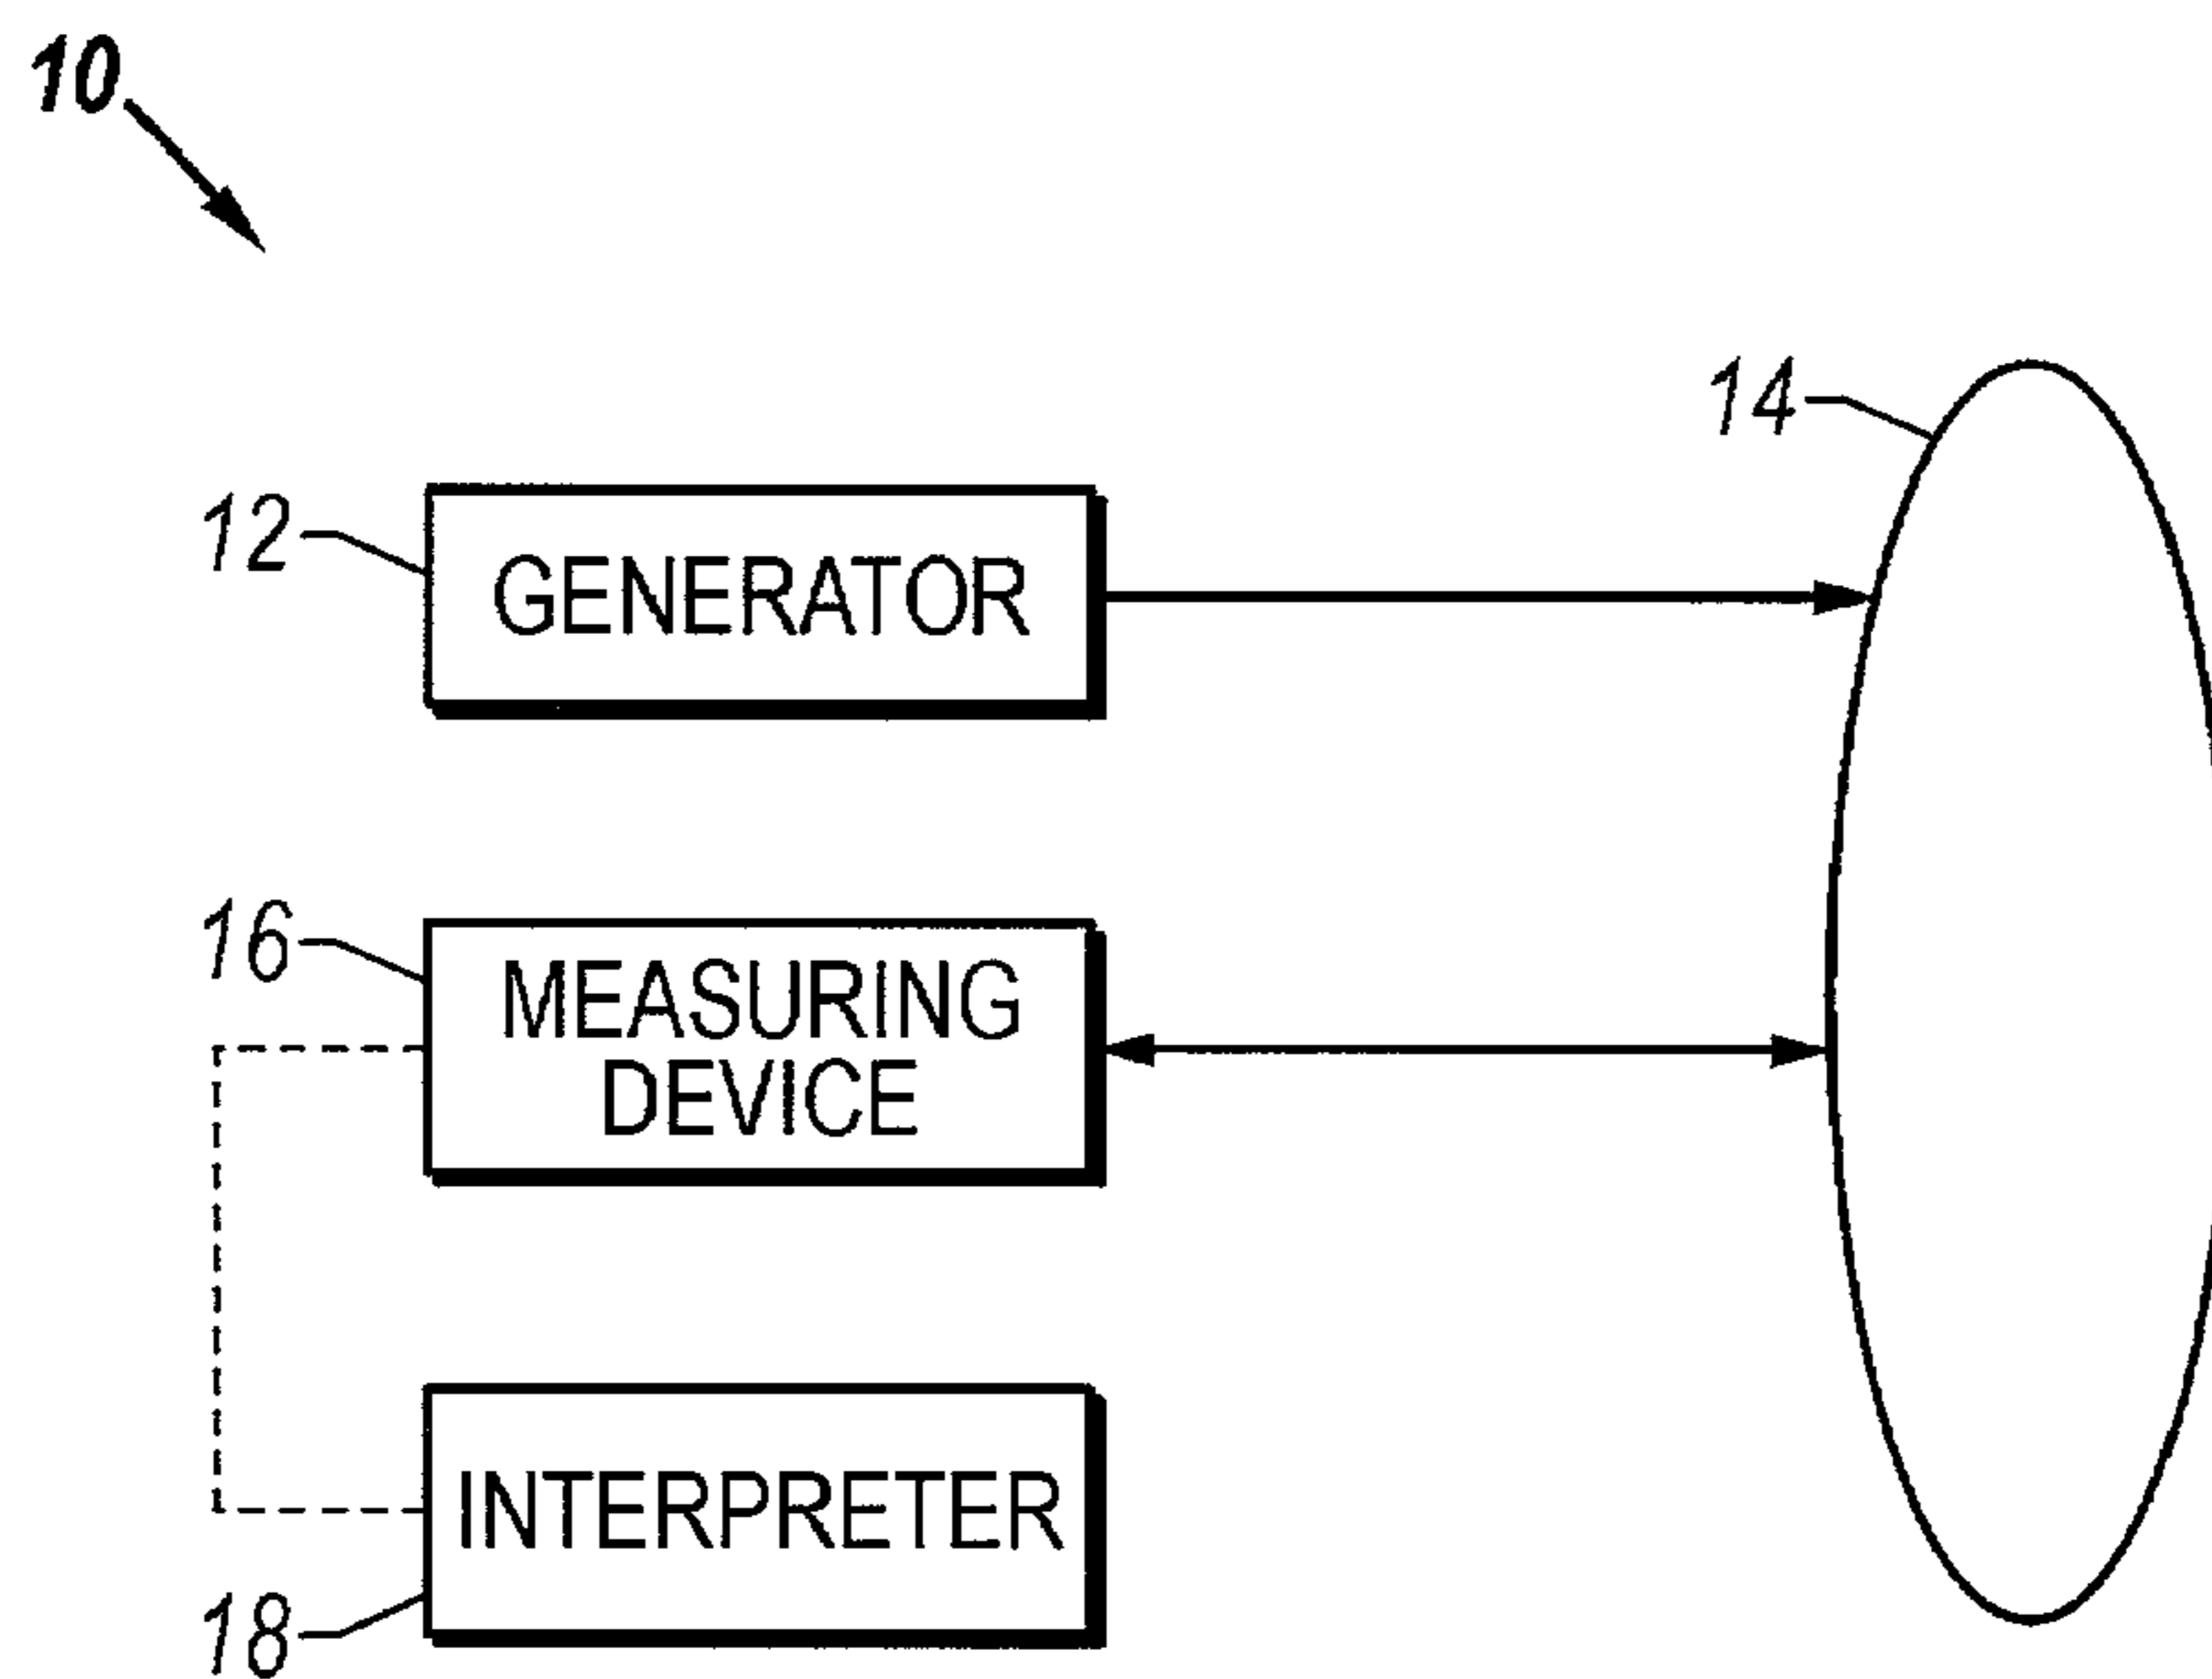 10
14
12
GENERATOR
16
MEASURING
DEVICE
INTERPRETER
18